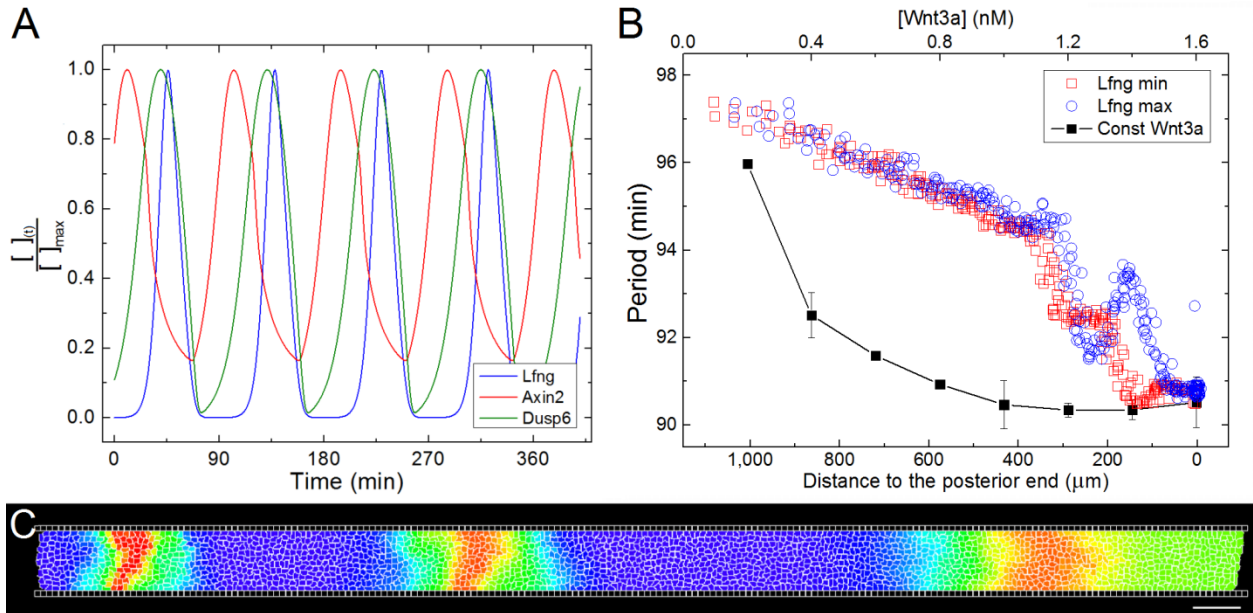 A
[ ](t)
[ ]max
1.0
0.8
0.6
0.4
0.2
0.0
Lfng
Axin2
Dusp6
0 90 180 270 360
Time (min)
B
[Wnt3a] (nM)
0.0 0.4 0.8 1.2 1.6
Period (min)
98
96
94
92
90
Lfng min
Lfng max
Const Wnt3a
1,000 800 600 400 200 0
Distance to the posterior end (μm)
C